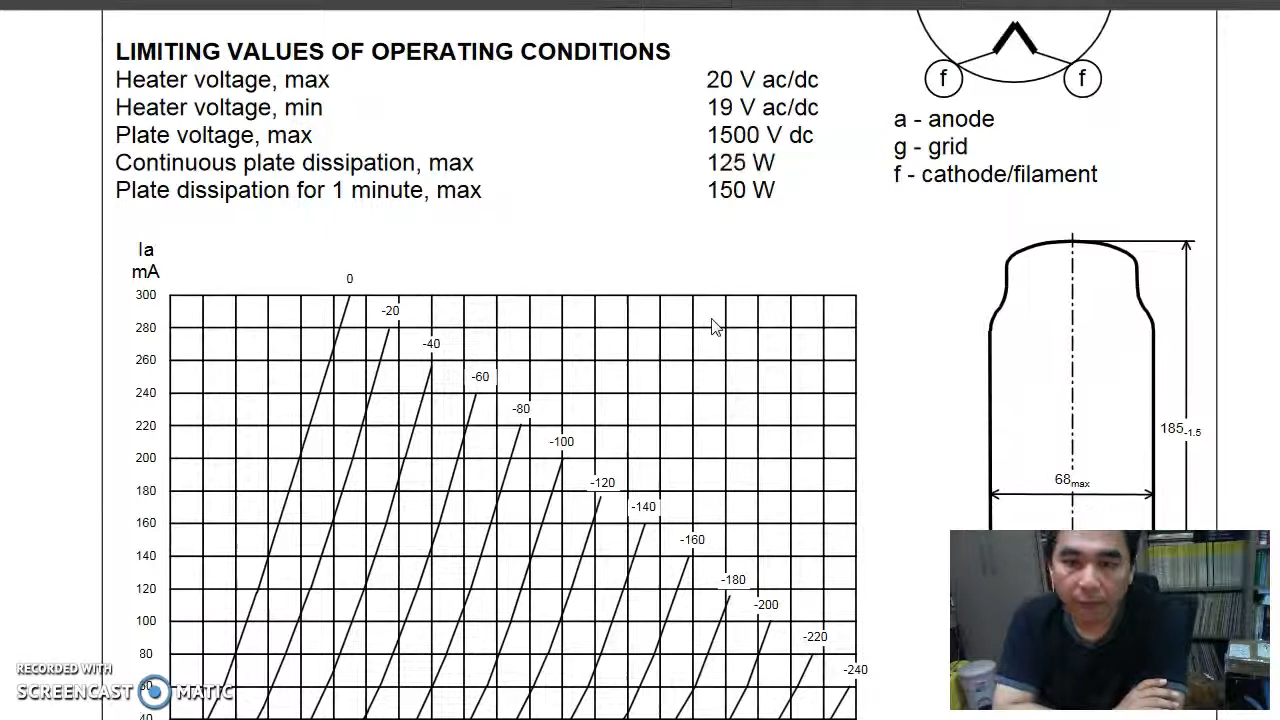 LIMITING VALUES OF OPERATING CONDITIONS
Heater voltage, max 20 V ac/dc
Heater voltage, min 19 V ac/dc
Plate voltage, max 1500 V dc
Continuous plate dissipation, max 125 W
Plate dissipation for 1 minute, max 150 W
f f
a - anode
g - grid
f - cathode/filament
Ia
mA
0
300
-20
280
-40
260
-60
240
-80
220
-100
200
-120
180
-140
160
-160
140
-180
120
-200
100
-220
80
-240
60
40
185-1.5
68max
RECORDED WITH
SCREENCAST MATIC